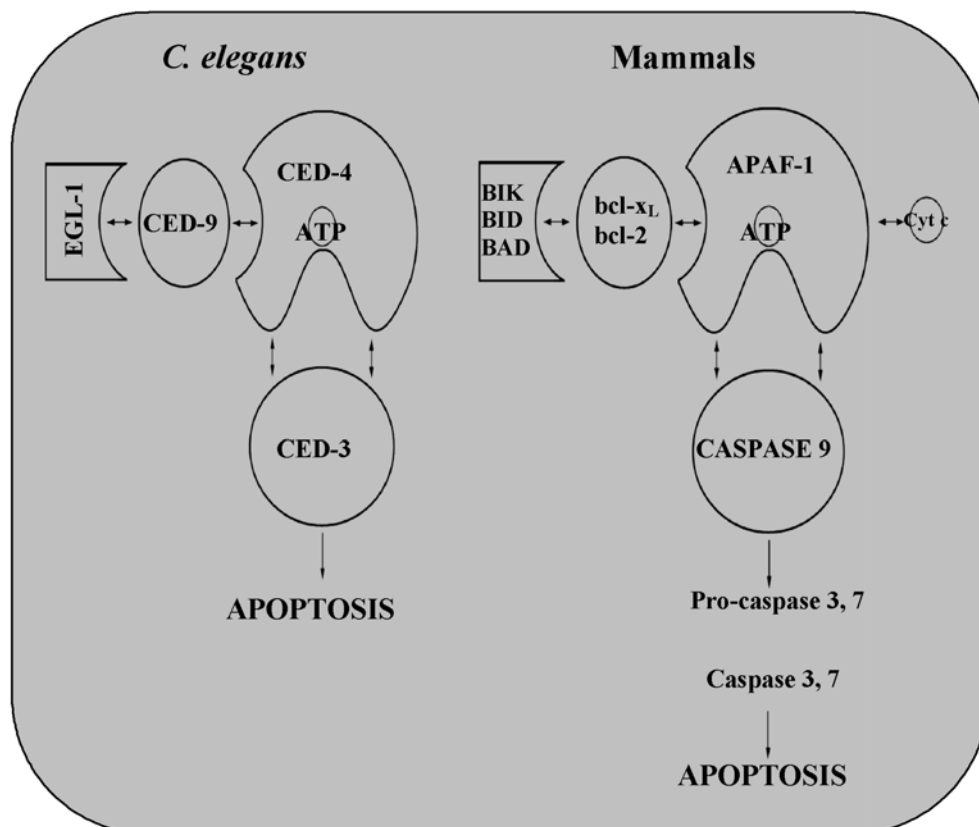 C. elegans
EGL-1
CED-9
CED-4
ATP
CED-3
APOPTOSIS
Mammals
BIK
BID
BAD
bcl-xL
bcl-2
APAF-1
ATP
Cyt c
CASPASE 9
Pro-caspase 3, 7
Caspase 3, 7
APOPTOSIS